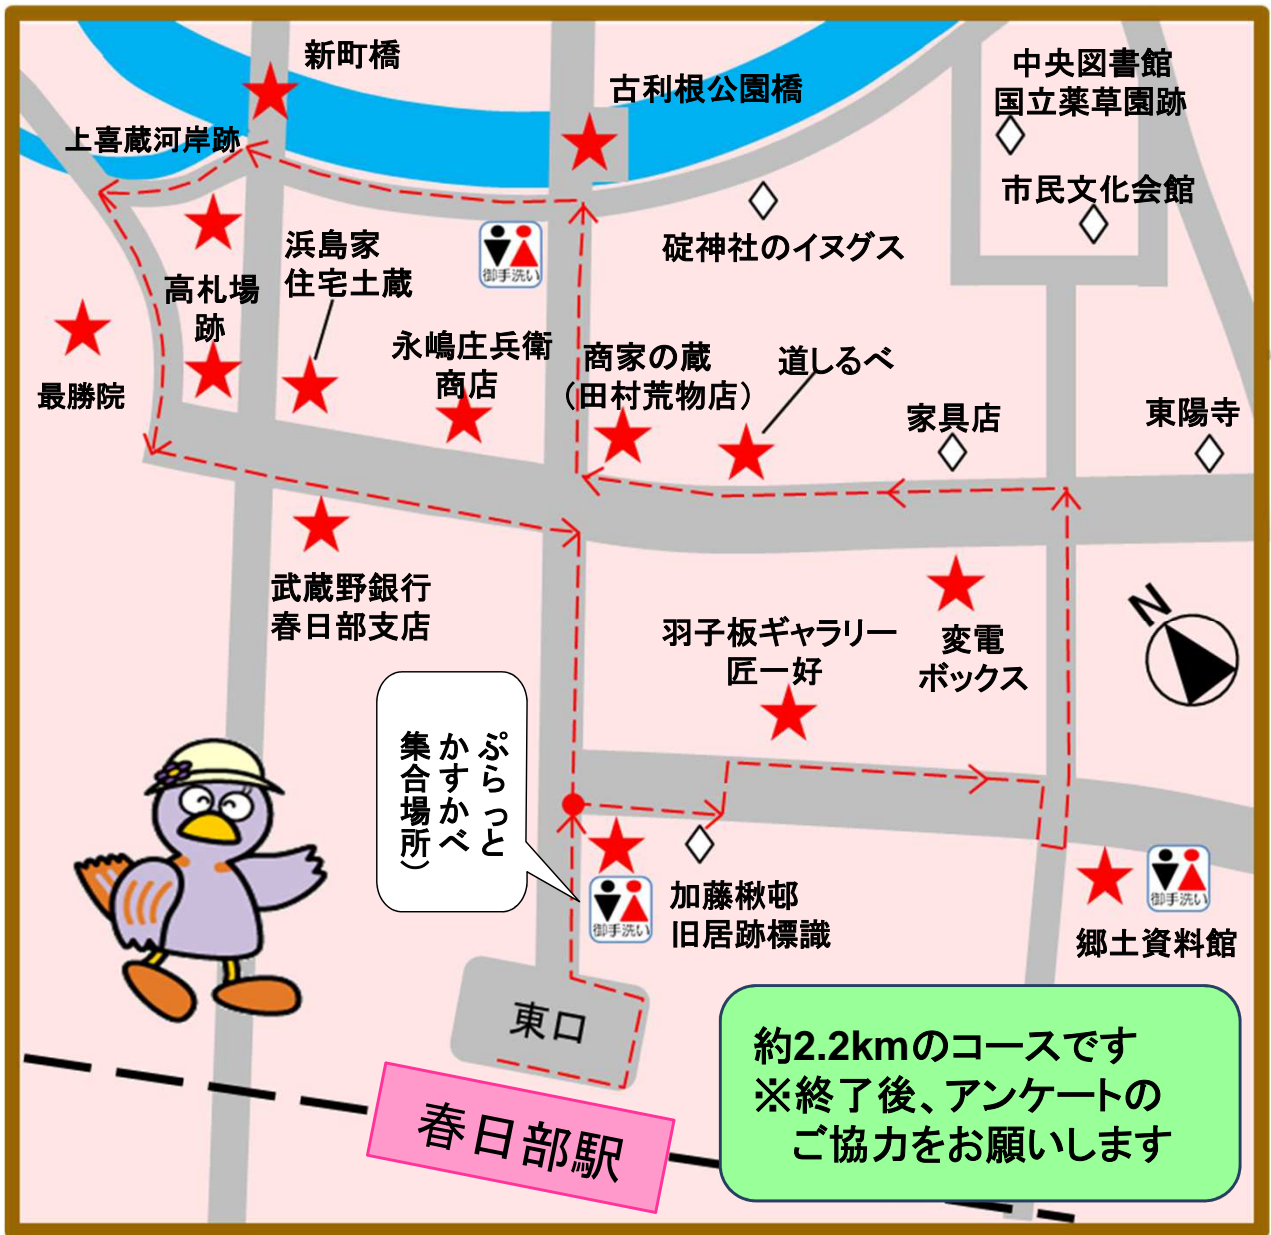 新町橋
古利根公園橋
中央図書館
国立薬草園跡
上喜蔵河岸跡
市民文化会館
浜島家
住宅土蔵
御手洗い
碇神社のイヌグス
高札場
跡
最勝院
永嶋庄兵衛
商店
商家の蔵
（田村荒物店）
道しるべ
家具店
東陽寺
武蔵野銀行
春日部支店
羽子板ギャラリー
匠一好
変電
ボックス
N
ぷらっと
かすかべ
集合場所）
御手洗い
加藤楸邨
旧居跡標識
御手洗い
郷土資料館
東口
春日部駅
約2.2kmのコースです
※終了後、アンケートの
ご協力をお願いします